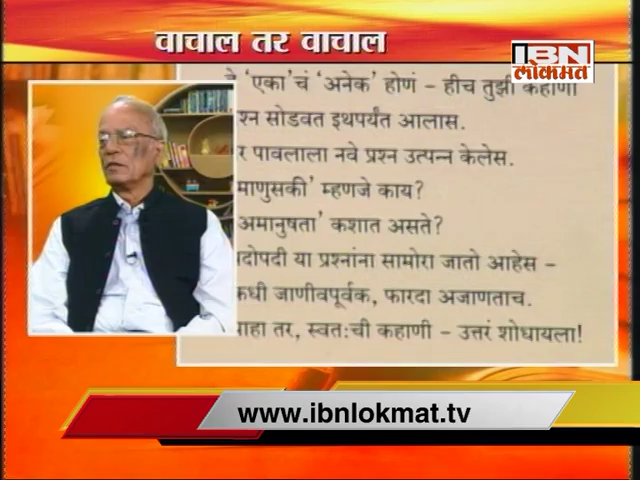 वाचाल तर वाचाल
IBN
लोकमत
हे 'एका'चं 'अनेक' होणं – हीच तुझी कहाणी
श्न सोडवत इथपर्यंत आलास.
र पावलाला नवे प्रश्न उत्पन्न केलेस.
माणुसकी' म्हणजे काय?
अमानुषता' कशात असते?
दोपदी या प्रश्नांना सामोरा जातो आहेस –
कधी जाणीवपूर्वक, फारदा अजाणताच.
पाहा तर, स्वत:ची कहाणी – उत्तरं शोधायला!
www.ibnlokmat.tv